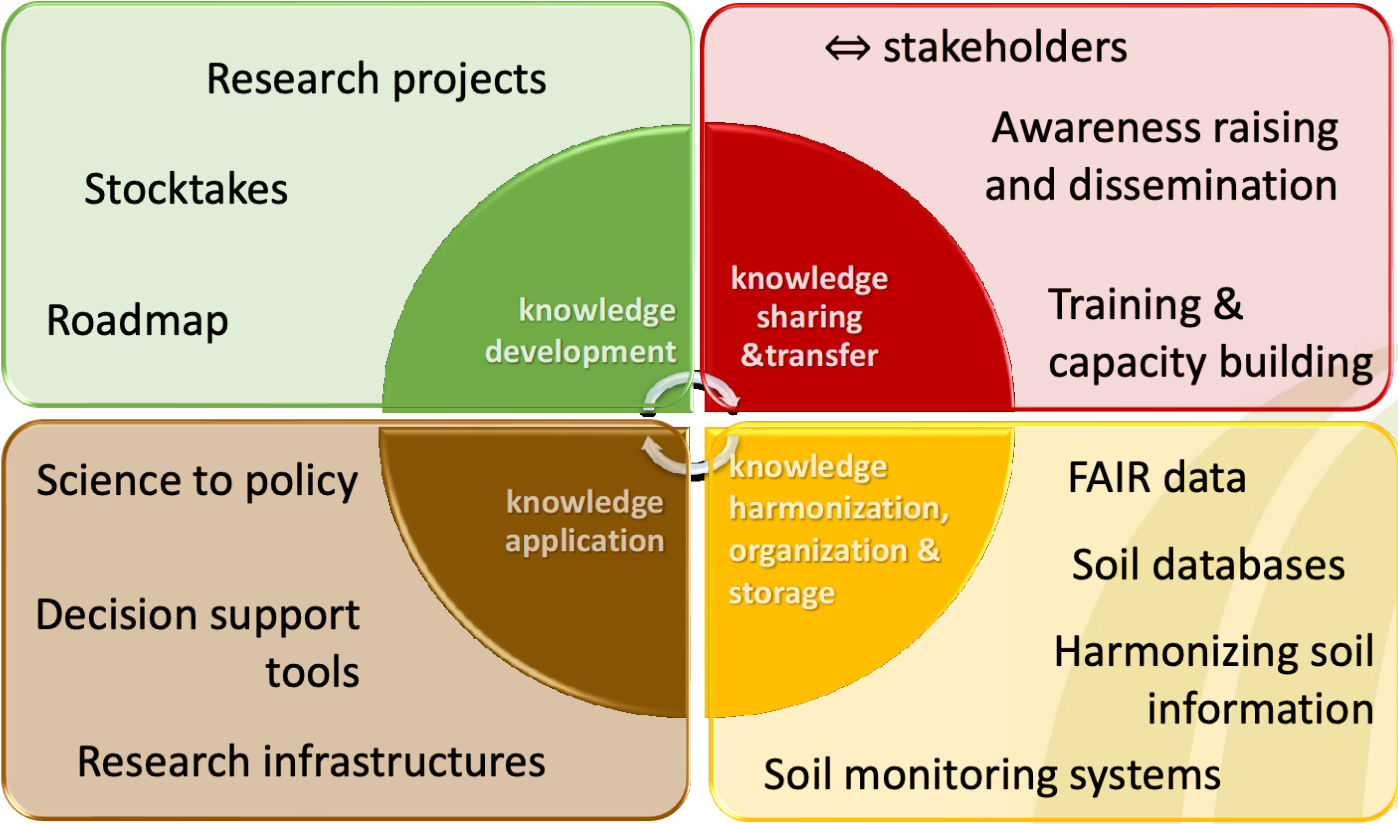 Research projects
Stocktakes
Roadmap
knowledge
development
⇔ stakeholders
Awareness raising
and dissemination
Training &
capacity building
knowledge
sharing
&transfer
Science to policy
Decision support
tools
Research infrastructures
knowledge
application
knowledge
harmonization,
organization &
storage
FAIR data
Soil databases
Harmonizing soil
information
Soil monitoring systems